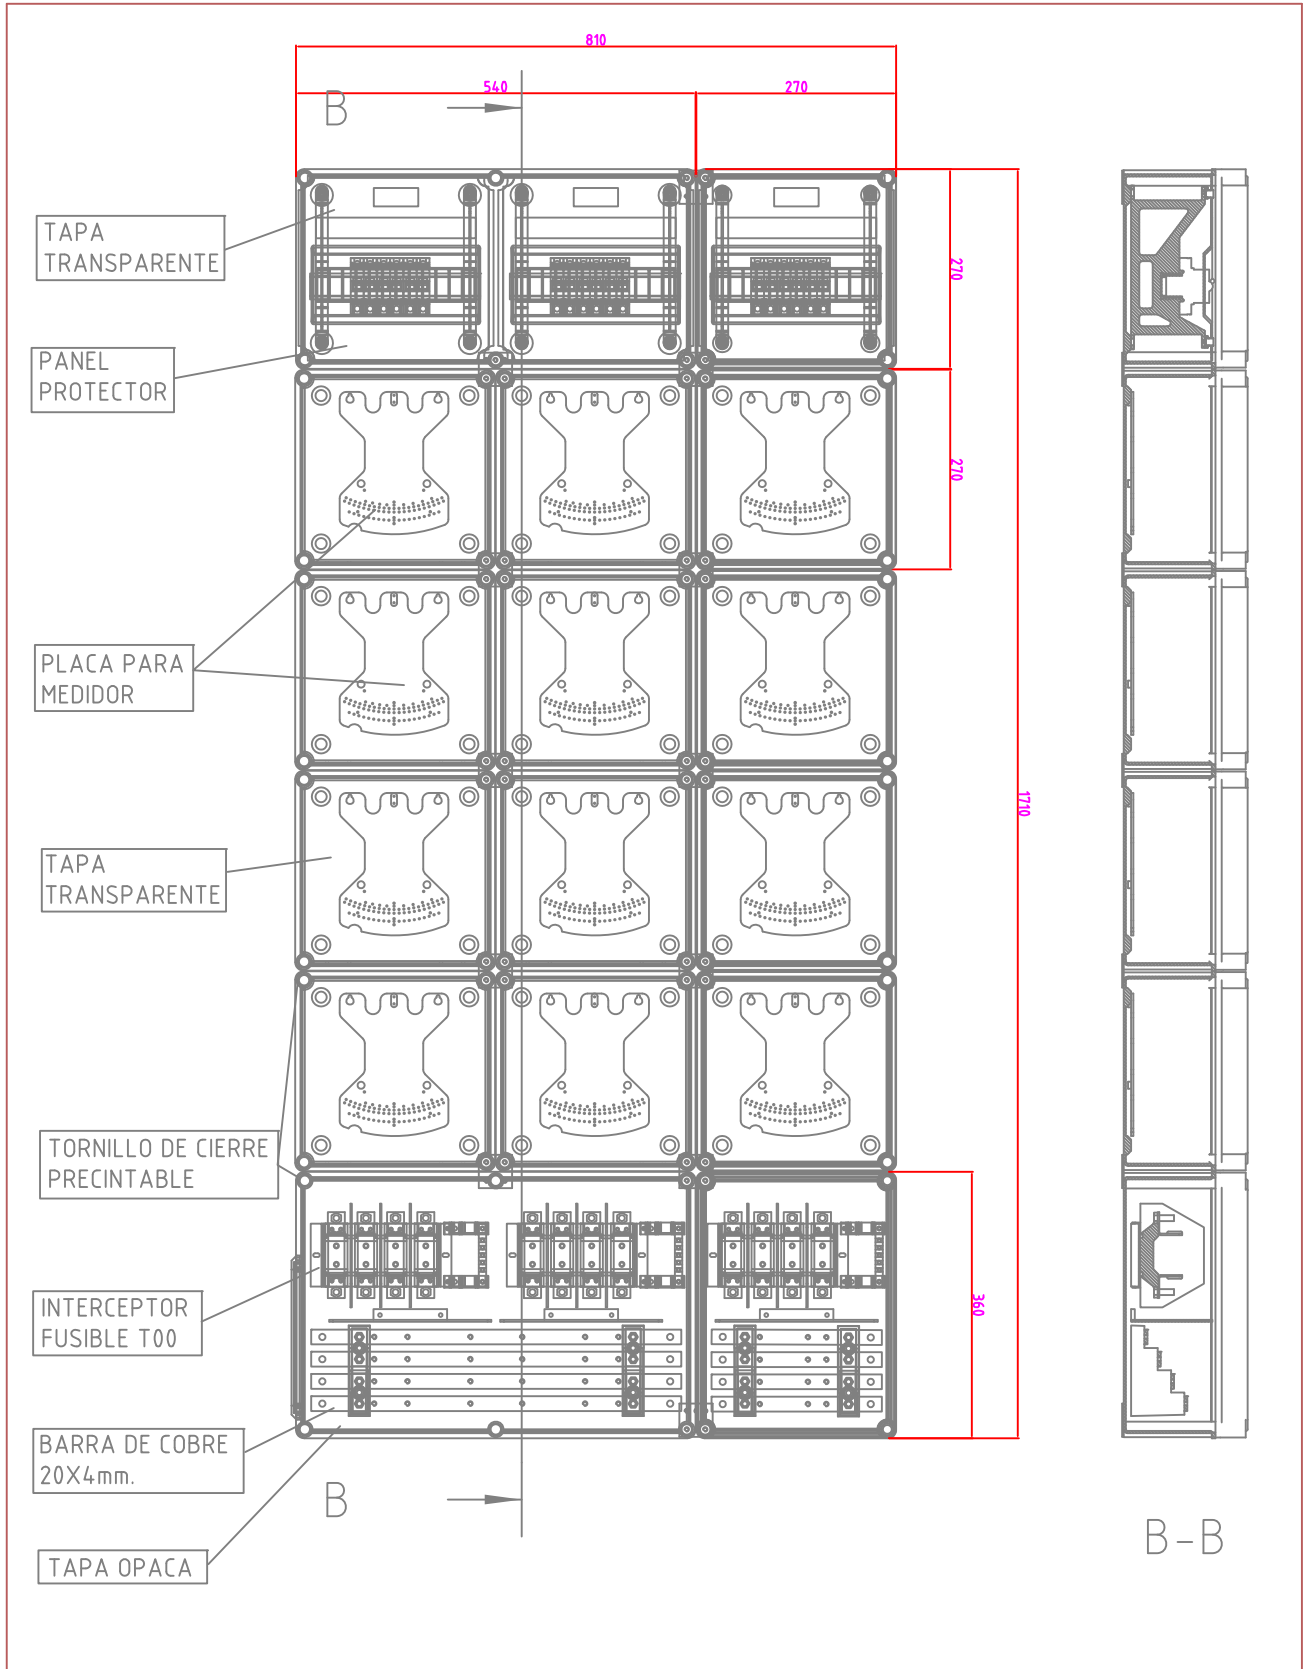 810
540
270
B
TAPA
TRANSPARENTE
270
PANEL
PROTECTOR
270
PLACA PARA
MEDIDOR
1710
TAPA
TRANSPARENTE
TORNILLO DE CIERRE
PRECINTABLE
INTERCEPTOR
FUSIBLE T00
360
BARRA DE COBRE
20X4mm.
B
B-B
TAPA OPACA